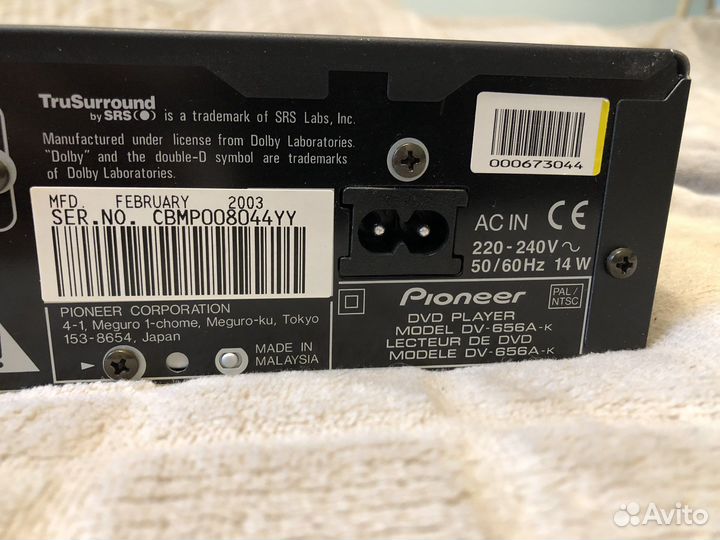 TruSurround
by SRS(●) is a trademark of SRS Labs, Inc.
Manufactured under license from Dolby Laboratories.
"Dolby" and the double-D symbol are trademarks
of Dolby Laboratories.
000673044
MFD. FEBRUARY 2003
SER.NO. CBMP008044YY
AC IN CE
220-240V~
50/60Hz 14W
PIONEER CORPORATION
4-1, Meguro 1-chome, Meguro-ku, Tokyo
153-8654, Japan
MADE IN
MALAYSIA
Pioneer
PAL/
NTSC
DVD PLAYER
MODEL DV-656A-K
LECTEUR DE DVD
MODELE DV-656A-K
Avito